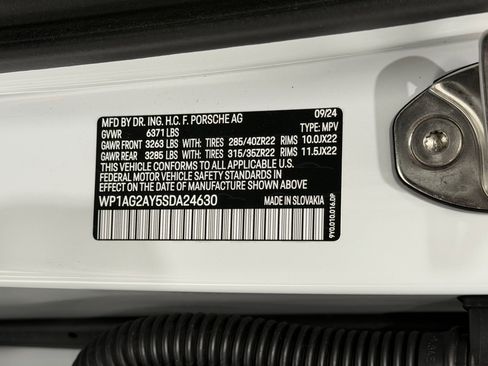 MFD BY DR. ING. H.C. F. PORSCHE AG 09/24
GVWR 6371 LBS TYPE: MPV
GAWR FRONT 3263 LBS WITH: TIRES 285/40ZR22 RIMS 10.0JX22
GAWR REAR 3285 LBS WITH: TIRES 315/35ZR22 RIMS 11.5JX22
THIS VEHICLE CONFORMS TO ALL APPLICABLE U.S.
FEDERAL MOTOR VEHICLE SAFETY STANDARDS
IN EFFECT ON THE DATE OF MANUFACTURE SHOWN ABOVE.
WP1AG2AY5SDA24630 MADE IN SLOVAKIA
9Y0.010.016.DP